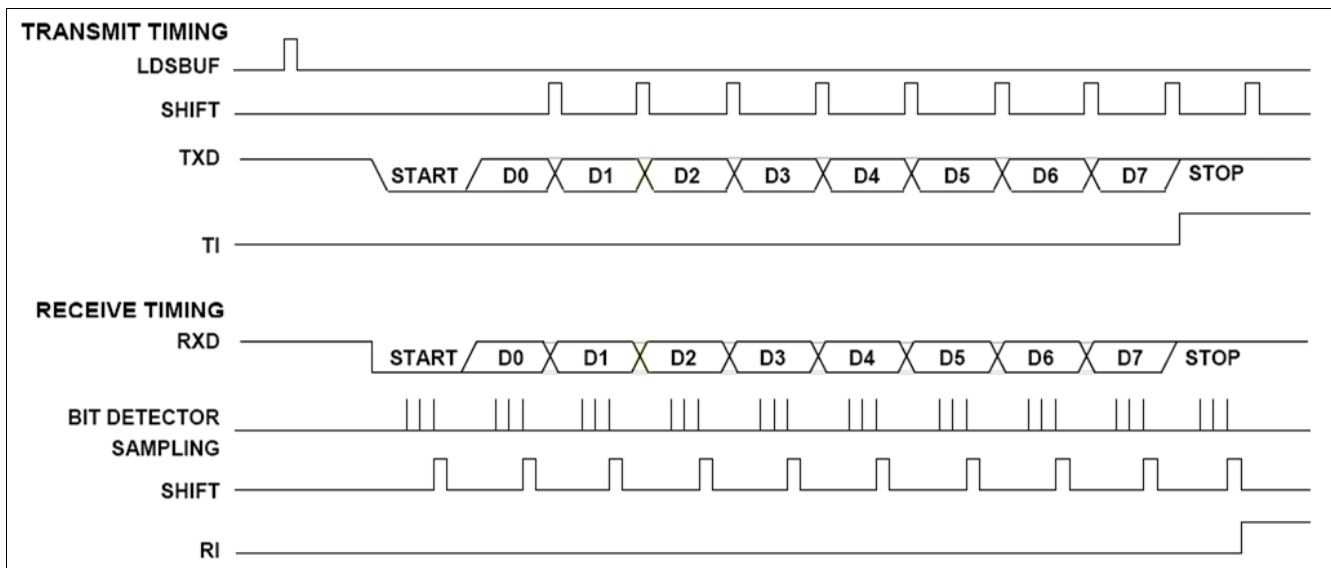 TRANSMIT TIMING
LDSBUF
SHIFT
TXD START D0 D1 D2 D3 D4 D5 D6 D7 STOP
TI
RECEIVE TIMING
RXD START D0 D1 D2 D3 D4 D5 D6 D7 STOP
BIT DETECTOR
SAMPLING
SHIFT
RI